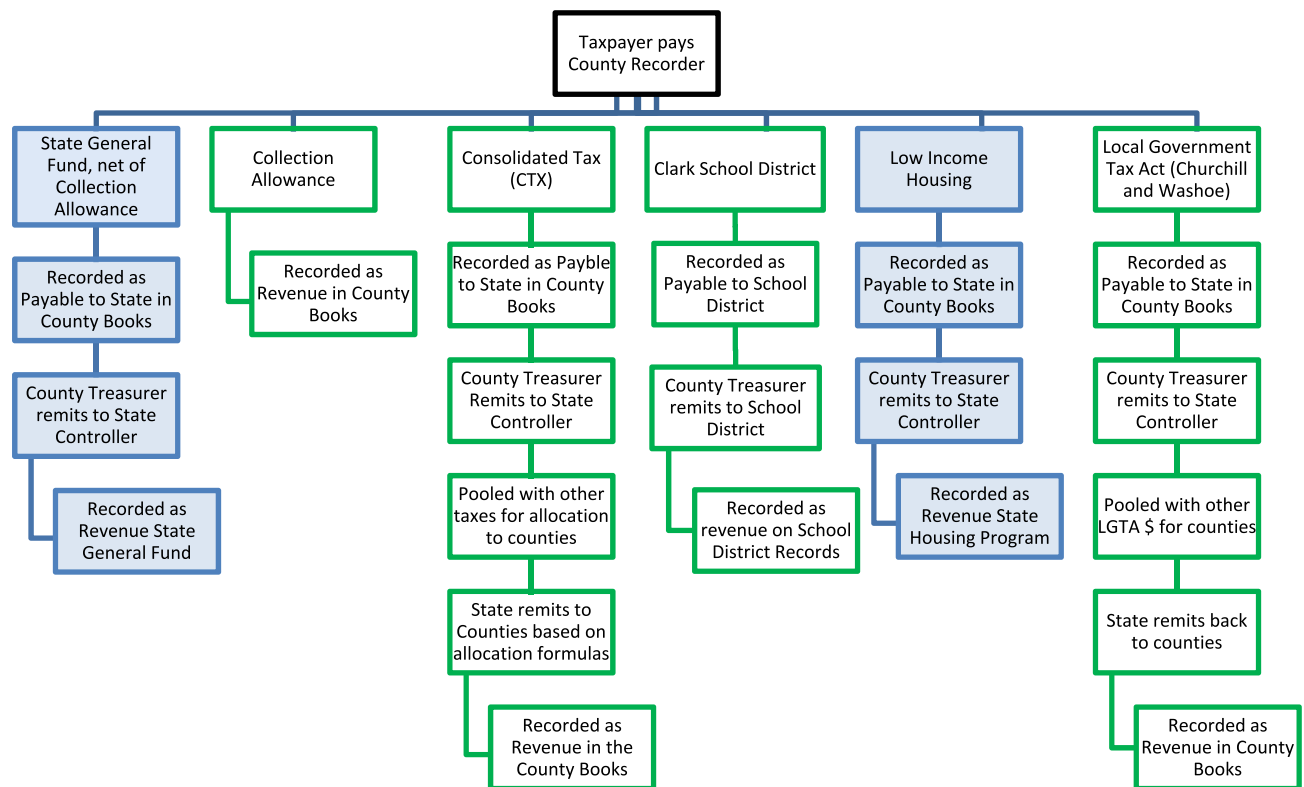 Taxpayer pays
County Recorder
State General
Fund, net of
Collection
Allowance
Recorded as
Payable to State in
County Books
County Treasurer
remits to State
Controller
Recorded as
Revenue State
General Fund
Collection
Allowance
Recorded as
Revenue in County
Books
Consolidated Tax
(CTX)
Recorded as Payble
to State in County
Books
County Treasurer
Remits to State
Controller
Pooled with other
taxes for allocation
to counties
State remits to
Counties based on
allocation formulas
Recorded as
Revenue in the
County Books
Clark School District
Recorded as
Payable to School
District
County Treasurer
remits to School
District
Recorded as
revenue on School
District Records
Low Income
Housing
Recorded as
Payable to State in
County Books
County Treasurer
remits to State
Controller
Recorded as
Revenue State
Housing Program
Local Government
Tax Act (Churchill
and Washoe)
Recorded as
Payable to State in
County Books
County Treasurer
remits to State
Controller
Pooled with other
LGTA $ for counties
State remits back
to counties
Recorded as
Revenue in County
Books